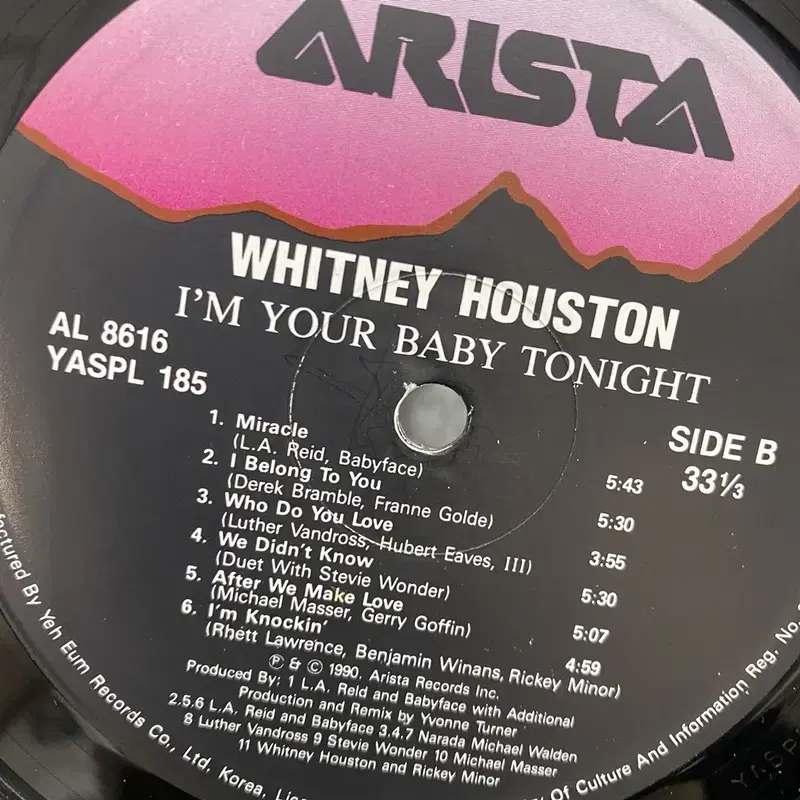 ARISTA
WHITNEY HOUSTON
I'M YOUR BABY TONIGHT
AL 8616
YASPL 185
SIDE B
33⅓
1. Miracle 5:43
(L.A. Reid, Babyface)
2. I Belong To You 5:30
(Derek Bramble, Franne Golde)
3. Who Do You Love 3:55
(Luther Vandross, Hubert Eaves, III)
4. We Didn't Know 5:30
(Duet With Stevie Wonder)
5. After We Make Love 5:07
(Michael Masser, Gerry Goffin)
6. I'm Knockin' 4:59
(Rhett Lawrence, Benjamin Winans, Rickey Minor)
℗ & © 1990. Arista Records Inc.
Produced By: 1 L.A. Reld and Babyface with Additional
Production and Remix by Yvonne Turner
2.5.6 L.A. Reid and Babyface 3.4.7 Narada Michael Walden
8 Luther Vandross 9 Stevie Wonder 10 Michael Masser
11 Whitney Houston and Rickey Minor
By Yeh Eum Records Co., Ltd, Korea,
Of Culture And Information Reg. No.